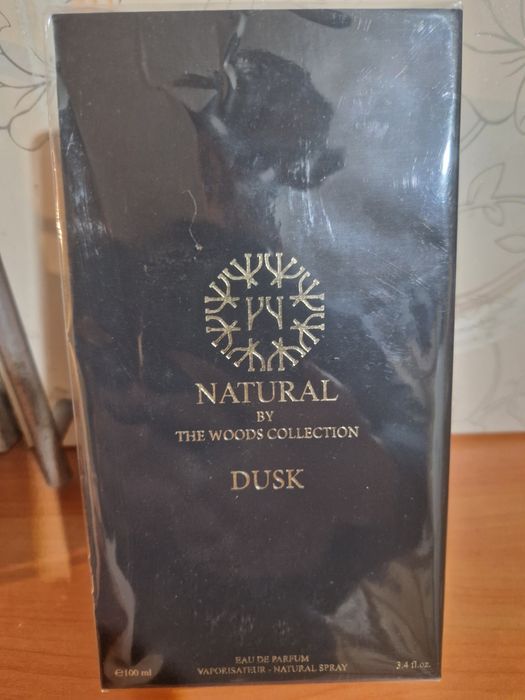 NATURAL
BY
THE WOODS COLLECTION
DUSK
EAU DE PARFUM
℮100 ml VAPORISATEUR - NATURAL SPRAY 3.4 fl.oz.